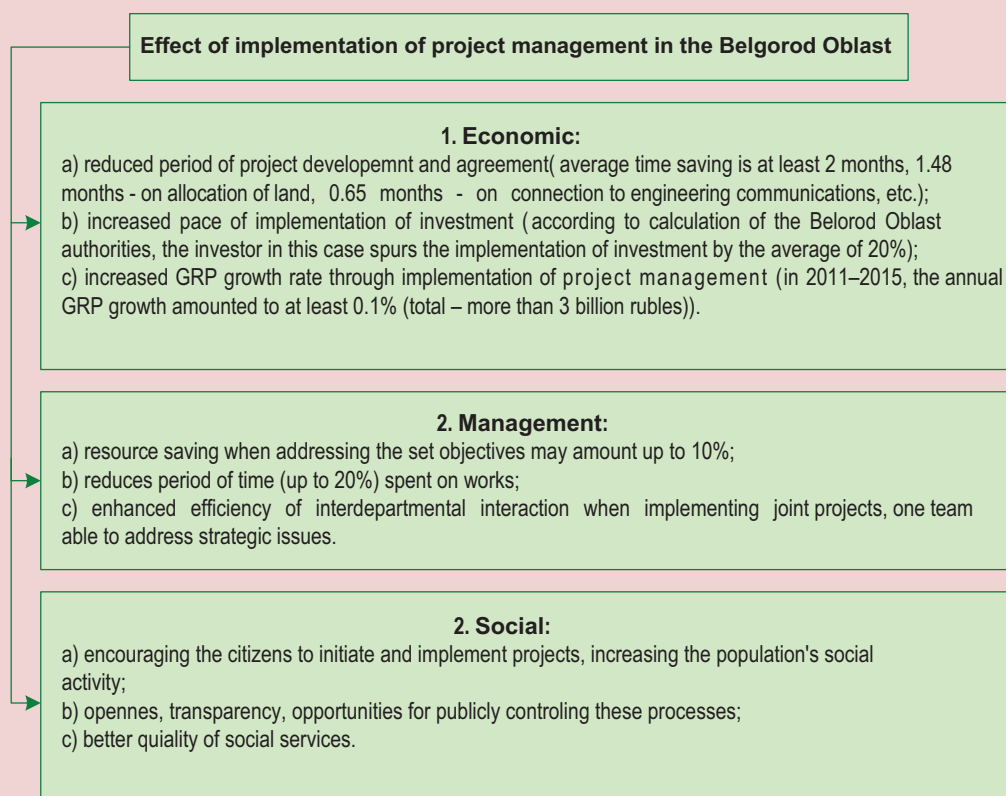 Effect of implementation of project management in the Belgorod Oblast
1. Economic:
a) reduced period of project developemnt and agreement( average time saving is at least 2 months, 1.48
months - on allocation of land, 0.65 months - on connection to engineering communications, etc.);
b) increased pace of implementation of investment (according to calculation of the Belorod Oblast
authorities, the investor in this case spurs the implementation of investment by the average of 20%);
c) increased GRP growth rate through implementation of project management (in 2011–2015, the annual
GRP growth amounted to at least 0.1% (total – more than 3 billion rubles)).
2. Management:
a) resource saving when addressing the set objectives may amount up to 10%;
b) reduces period of time (up to 20%) spent on works;
c) enhanced efficiency of interdepartmental interaction when implementing joint projects, one team
able to address strategic issues.
2. Social:
a) encouraging the citizens to initiate and implement projects, increasing the population's social
activity;
b) opennes, transparency, opportunities for publicly controling these processes;
c) better quiality of social services.